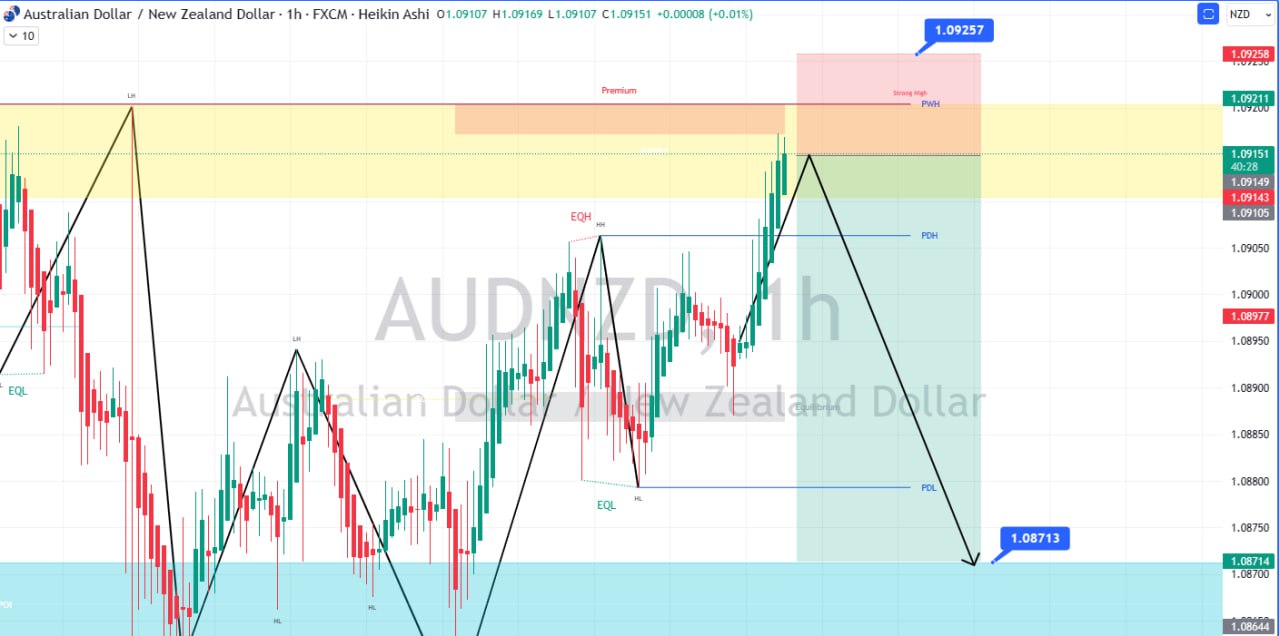 Australian Dollar / New Zealand Dollar · 1h · FXCM · Heikin Ashi O1.09107 H1.09169 L1.09107 C1.09151 +0.00008 (+0.01%)
NZD
10
1.09257
1.09258
1.09250
Premium
Strong High
LH
PWH
1.09211
1.09200
1.09151
40:28
1.09149
1.09143
1.09105
EQH
HH
PDH
1.09050
AUDNZD, 1h
1.09000
1.08977
1.08950
LH
EQL
1.08900
Australian Dollar / New Zealand Dollar
Equilibrium
1.08850
1.08800
PDL
EQL
HL
1.08750
1.08713
1.08714
1.08700
HL
HL
1.08644